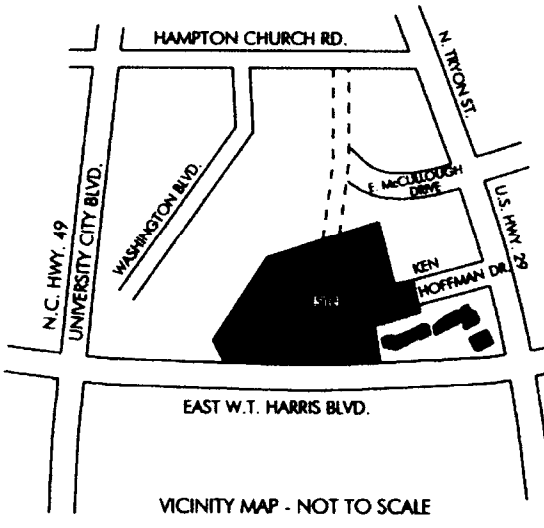 HAMPTON CHURCH RD.
N. TRYON ST.
N.C. HWY. 49
UNIVERSITY CITY BLVD.
WASHINGTON BLVD.
E. McCULLOUGH
DRIVE
U.S. HWY. 29
KEN
HOFFMAN DR.
SITE
EAST W.T. HARRIS BLVD.
VICINITY MAP - NOT TO SCALE